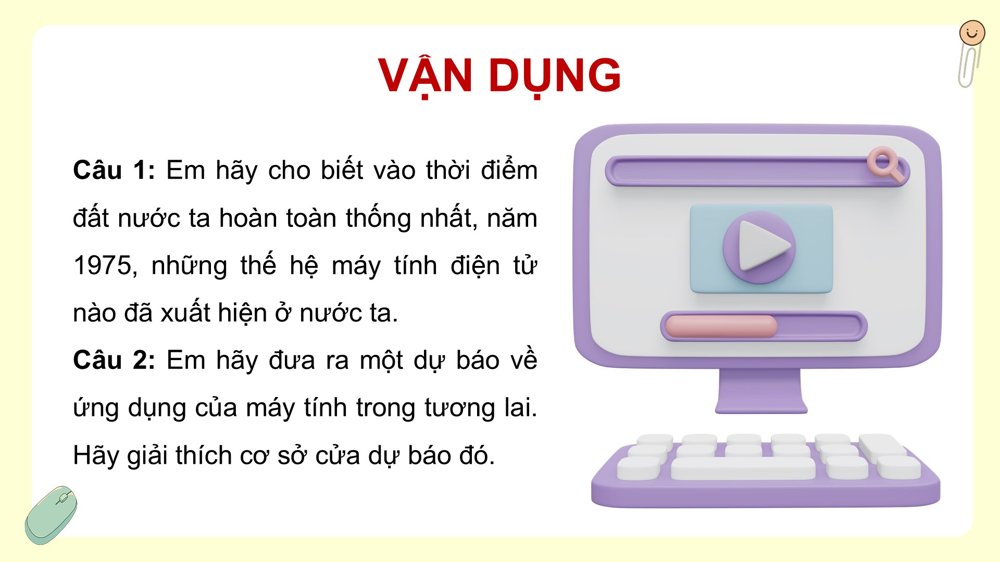 VẬN DỤNG
Câu 1: Em hãy cho biết vào thời điểm
đất nước ta hoàn toàn thống nhất, năm
1975, những thế hệ máy tính điện tử
nào đã xuất hiện ở nước ta.
Câu 2: Em hãy đưa ra một dự báo về
ứng dụng của máy tính trong tương lai.
Hãy giải thích cơ sở cửa dự báo đó.